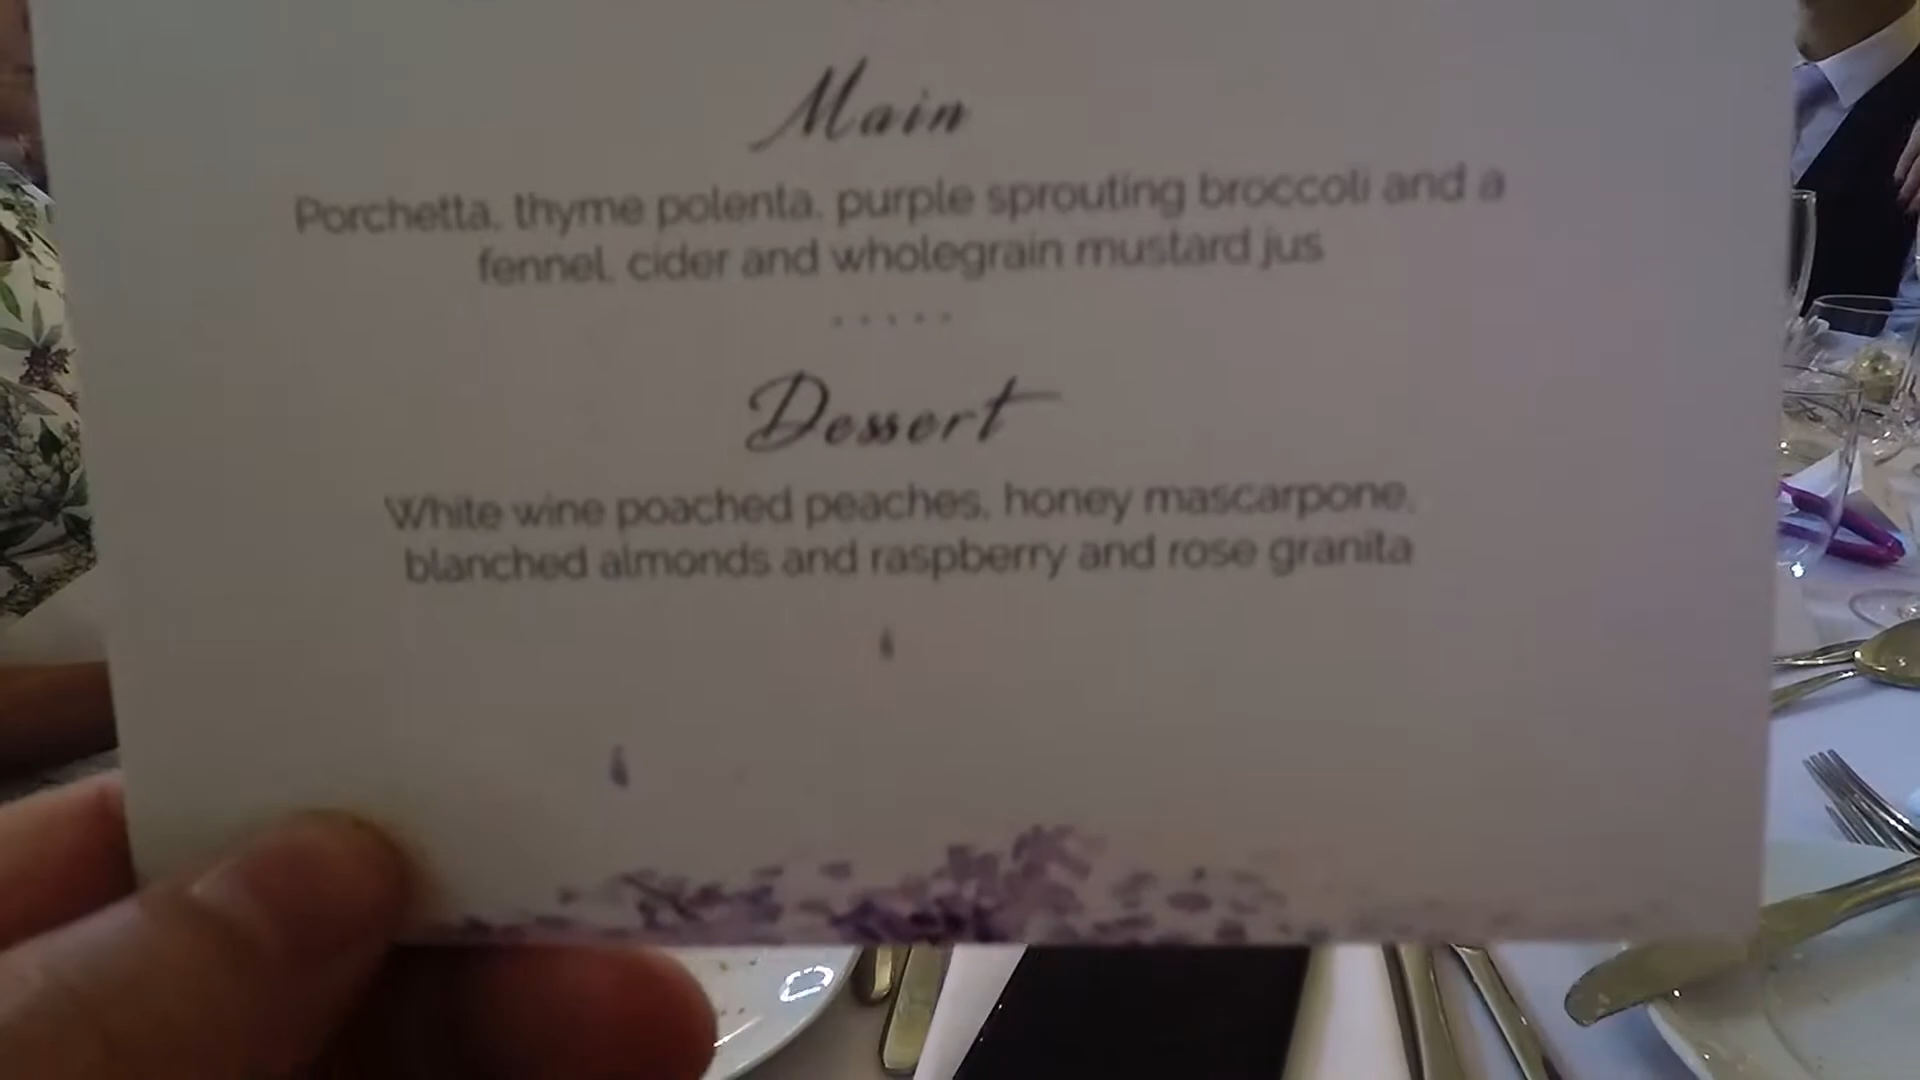 Main
Porchetta, thyme polenta, purple sprouting broccoli and a
fennel, cider and wholegrain mustard jus
.....
Dessert
White wine poached peaches, honey mascarpone,
blanched almonds and raspberry and rose granita